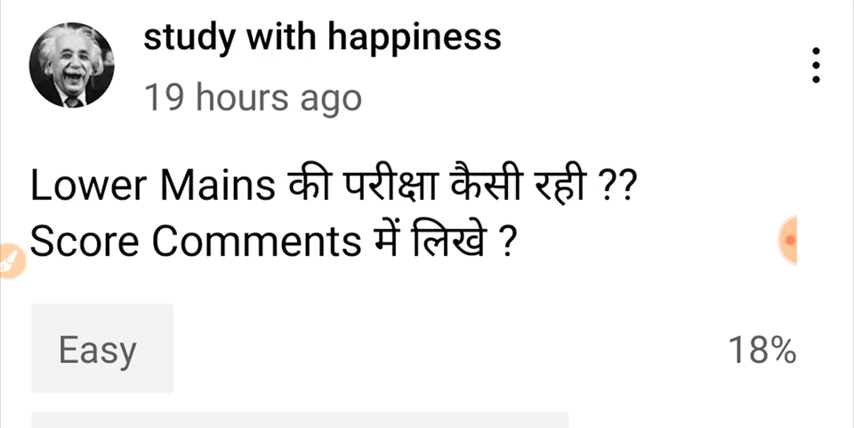 study with happiness
19 hours ago
Lower Mains की परीक्षा कैसी रही ??
Score Comments में लिखे ?
Easy
18%